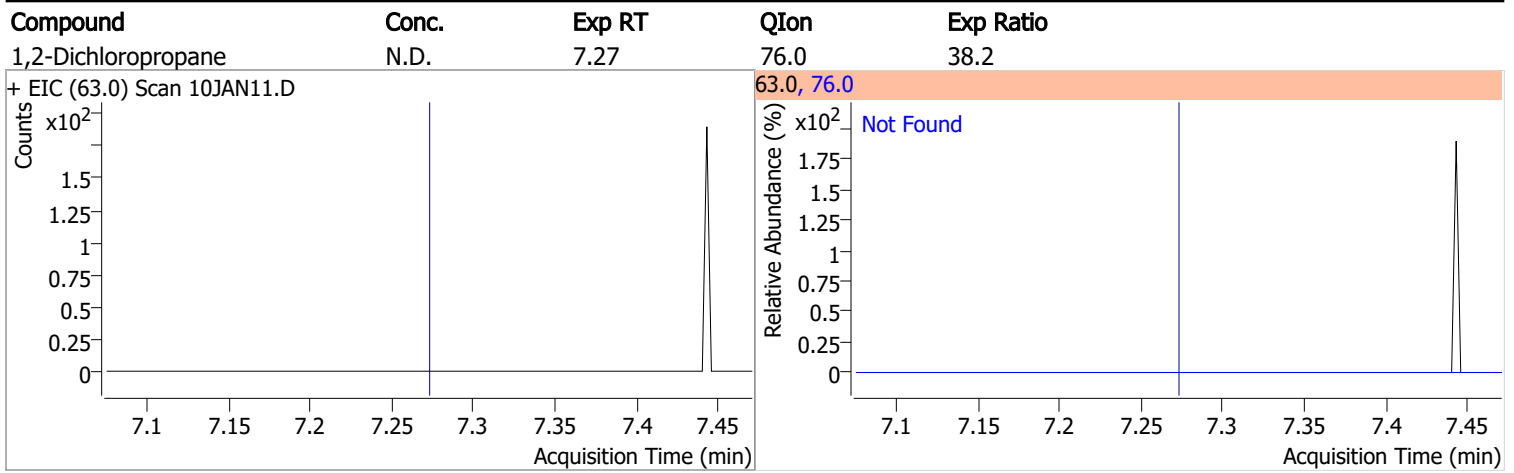 Compound Conc. Exp RT QIon Exp Ratio
1,2-Dichloropropane N.D. 7.27 76.0 38.2
+ EIC (63.0) Scan 10JAN11.D
Counts
x10²
1.5
1.25
1
0.75
0.5
0.25
0
7.1 7.15 7.2 7.25 7.3 7.35 7.4 7.45
Acquisition Time (min)
63.0, 76.0
Relative Abundance (%)
x10²
Not Found
1.75
1.5
1.25
1
0.75
0.5
0.25
0
7.1 7.15 7.2 7.25 7.3 7.35 7.4 7.45
Acquisition Time (min)